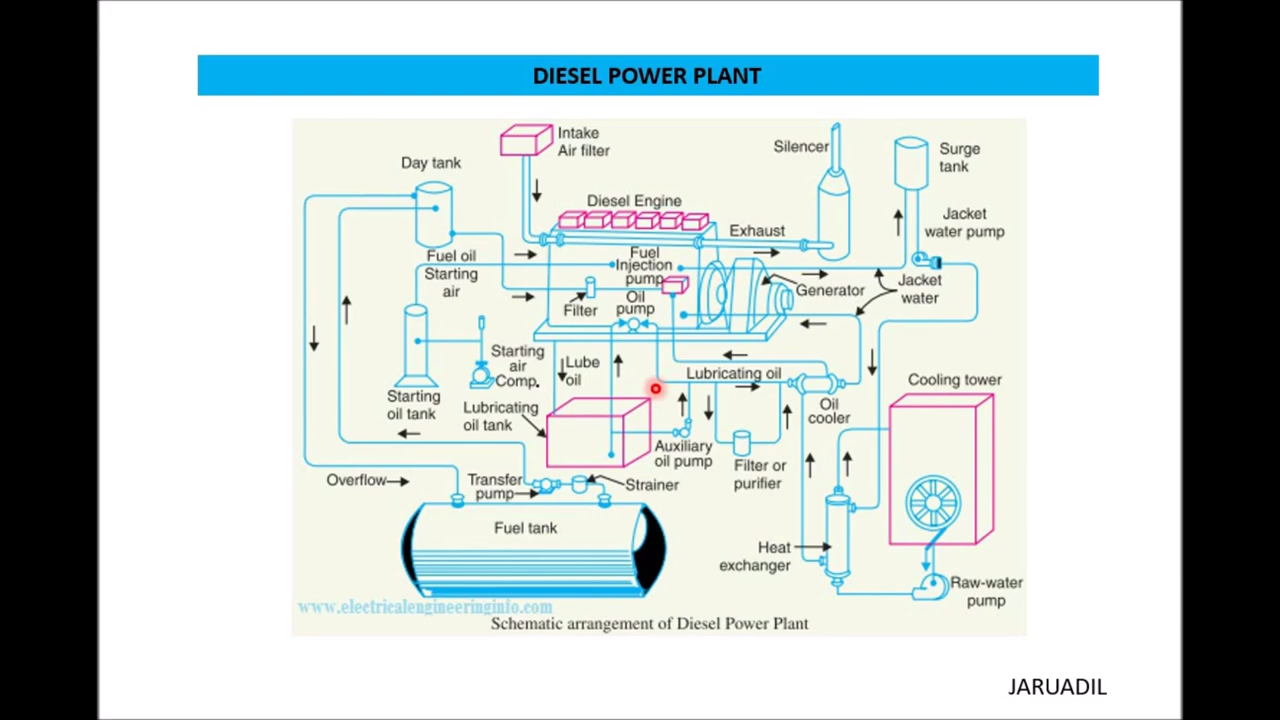 DIESEL POWER PLANT
Intake
Air filter
Silencer
Surge
tank
Day tank
Diesel Engine
Jacket
water pump
Exhaust
Fuel oil
Starting
air
Fuel
Injection
pump
Generator
Jacket
water
Filter
Oil
pump
Starting
air
Comp.
Lube
oil
Lubricating oil
Cooling tower
Starting
oil tank
Lubricating
oil tank
Oil
cooler
Auxiliary
oil pump
Filter or
purifier
Overflow
Transfer
pump
Strainer
Fuel tank
Heat
exchanger
Raw-water
pump
www.electricalengineeringinfo.com
Schematic arrangement of Diesel Power Plant
JARUADIL